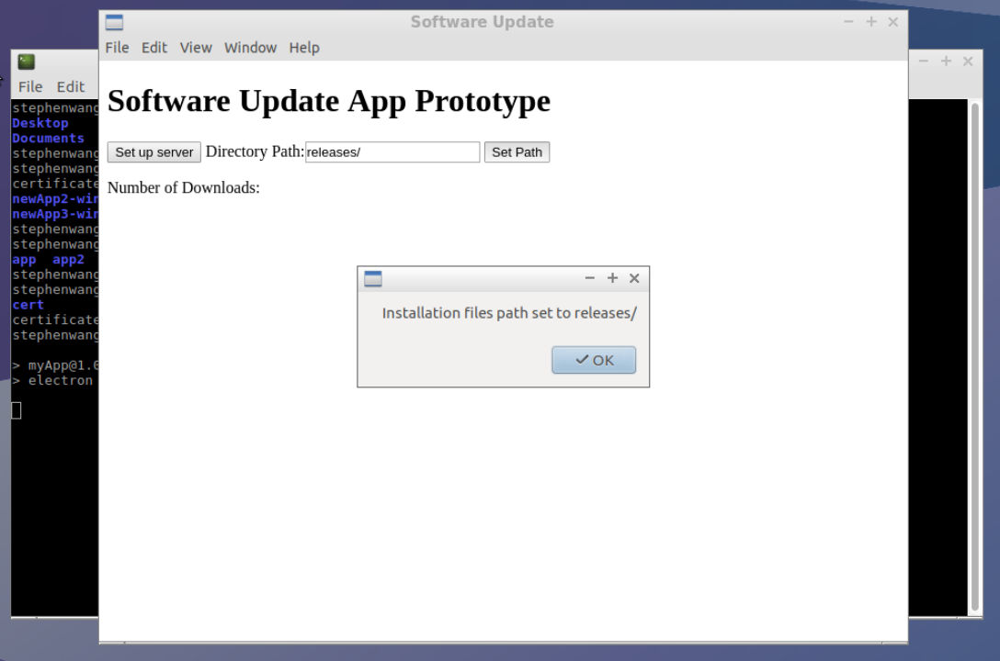 Software Update
File Edit View Window Help
Software Update App Prototype
Set up server Directory Path: releases/ Set Path
Number of Downloads:
Installation files path set to releases/
OK
File Edit
stephenwang
Desktop
Documents
stephenwang
stephenwang
certificate
newApp2-win
newApp3-win
stephenwang
stephenwang
app app2
stephenwang
stephenwang
cert
certificate
stephenwang
> myApp@1.0
> electron